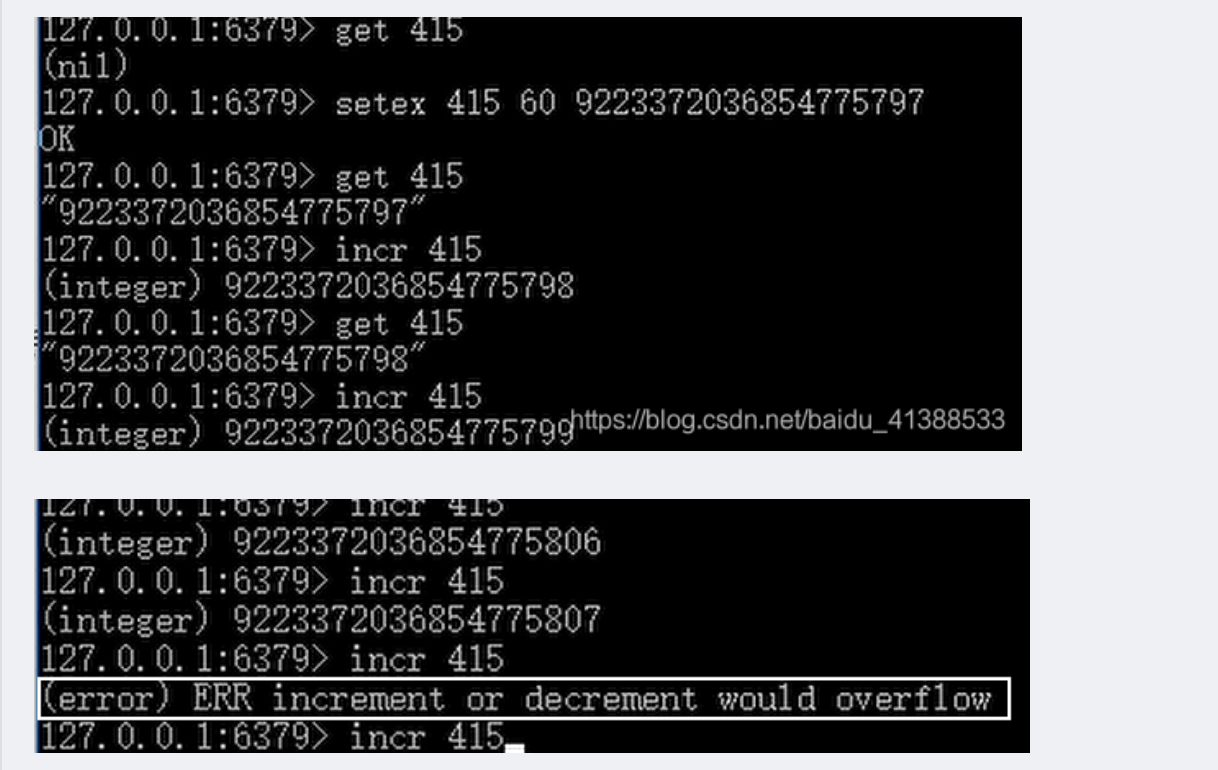 127.0.0.1:6379> get 415
(nil)
127.0.0.1:6379> setex 415 60 9223372036854775797
OK
127.0.0.1:6379> get 415
"9223372036854775797"
127.0.0.1:6379> incr 415
(integer) 9223372036854775798
127.0.0.1:6379> get 415
"9223372036854775798"
127.0.0.1:6379> incr 415
(integer) 9223372036854775799
https://blog.csdn.net/baidu_41388533
127.0.0.1:6379> incr 415
(integer) 9223372036854775806
127.0.0.1:6379> incr 415
(integer) 9223372036854775807
127.0.0.1:6379> incr 415
(error) ERR increment or decrement would overflow
127.0.0.1:6379> incr 415